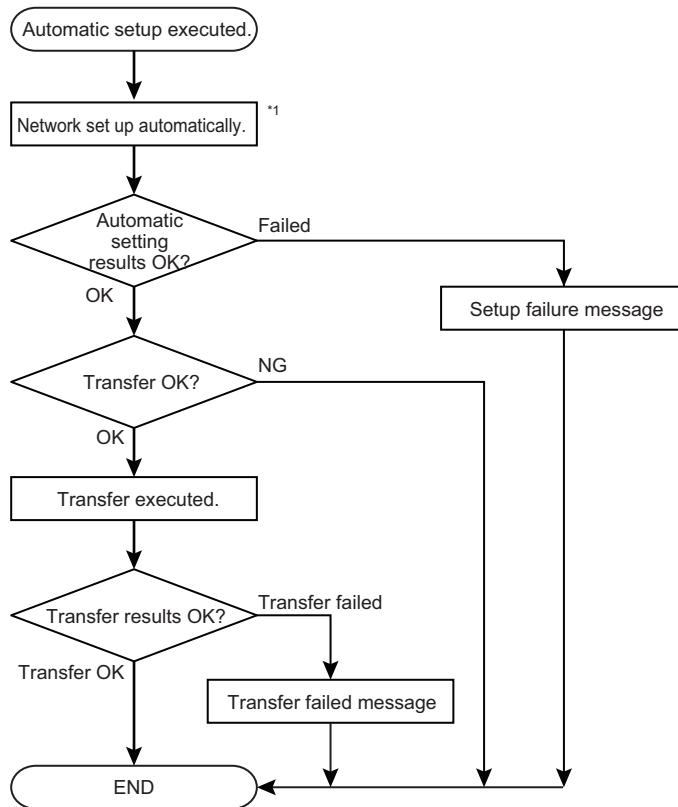 Automatic setup executed.
Network set up automatically.
*1
Automatic
setting
results OK?
Failed
OK
Setup failure message
Transfer OK?
NG
OK
Transfer executed.
Transfer results OK?
Transfer failed
Transfer OK
Transfer failed message
END